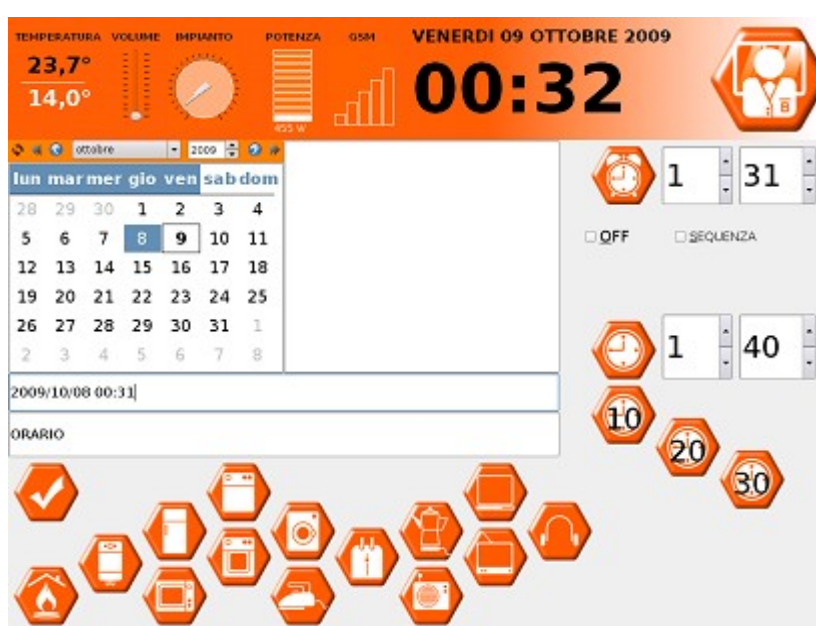 TEMPERATURA VOLUME IMPIANTO POTENZA GSM
VENERDI 09 OTTOBRE 2009
23,7°
14,0°
00:32
455 W
B
ottobre 2009
lun mar mer gio ven sab dom
28 29 30 1 2 3 4
5 6 7 8 9 10 11
12 13 14 15 16 17 18
19 20 21 22 23 24 25
26 27 28 29 30 31 1
2 3 4 5 6 7 8
1 31
OFF SEQUENZA
1 40
2009/10/08 00:31
ORARIO
10
20
30